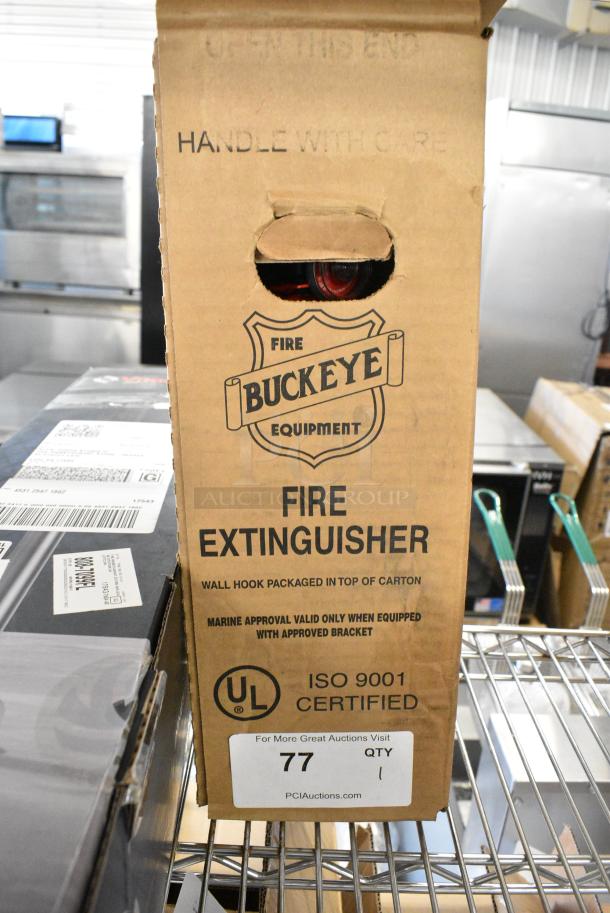 OPEN THIS END
HANDLE WITH CARE
FIRE
BUCKEYE
EQUIPMENT
PCI
AUCTION GROUP
FIRE
EXTINGUISHER
WALL HOOK PACKAGED IN TOP OF CARTON
MARINE APPROVAL VALID ONLY WHEN EQUIPPED
WITH APPROVED BRACKET
UL
®
ISO 9001
CERTIFIED
For More Great Auctions Visit
77
QTY
1
PCIAuctions.com
G
17543